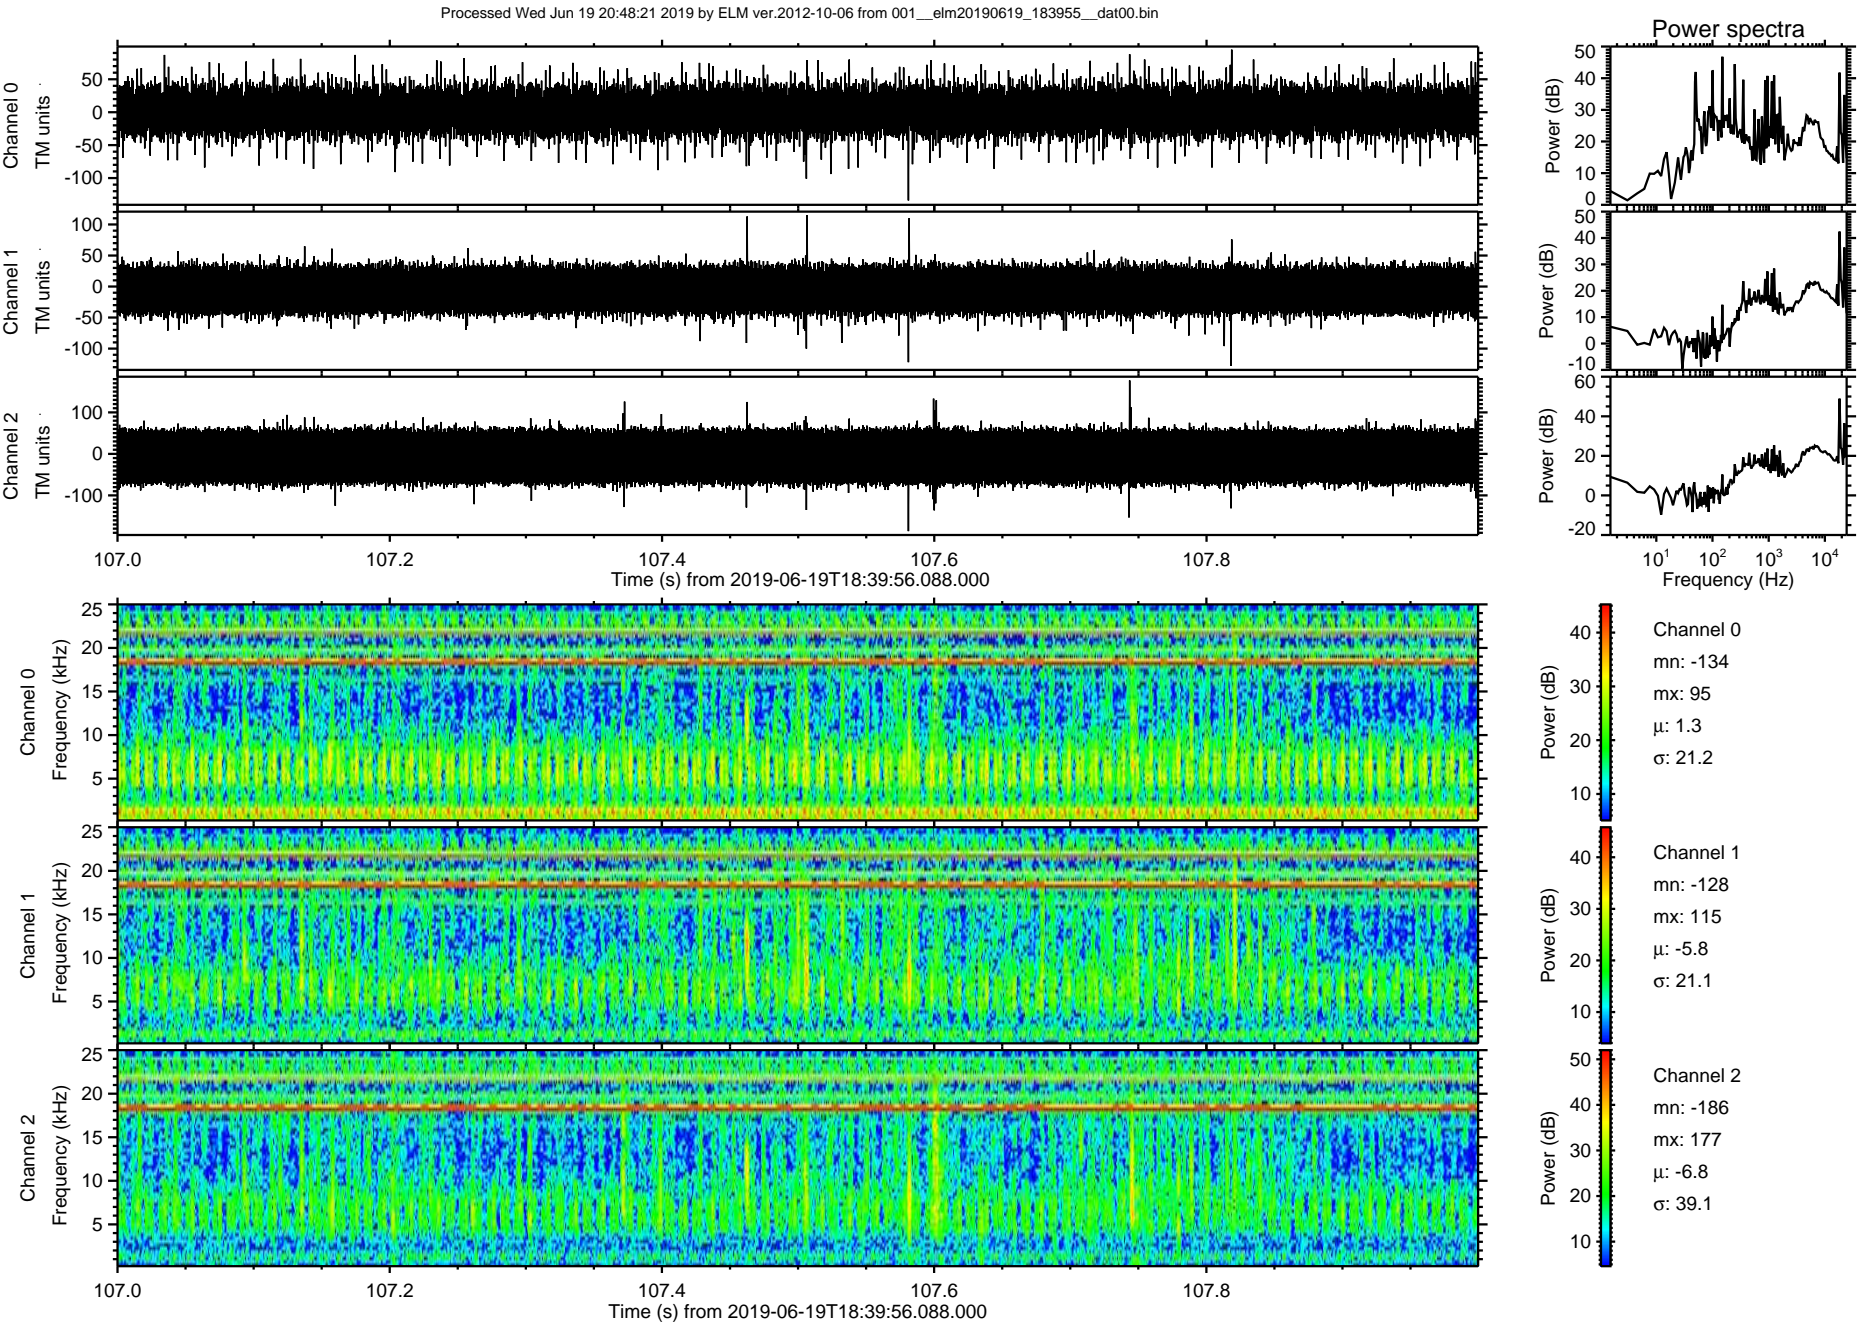 Processed Wed Jun 19 20:48:21 2019 by ELM ver.2012-10-06 from 001__elm20190619_183955__dat00.bin
Power spectra
Channel 0
TM units
50
0
-50
-100
Power (dB)
50
40
30
20
10
0
Channel 1
TM units
100
50
0
-50
-100
Power (dB)
50
40
30
20
10
0
-10
Channel 2
TM units
100
0
-100
Power (dB)
60
40
20
0
-20
107.0 107.2 107.4 107.6 107.8
Time (s) from 2019-06-19T18:39:56.088.000
10¹ 10² 10³ 10⁴
Frequency (Hz)
Channel 0
Frequency (kHz)
25
20
15
10
5
Power (dB)
40
30
20
10
Channel 0
mn: -134
mx: 95
μ: 1.3
σ: 21.2
Channel 1
Frequency (kHz)
25
20
15
10
5
Power (dB)
40
30
20
10
Channel 1
mn: -128
mx: 115
μ: -5.8
σ: 21.1
Channel 2
Frequency (kHz)
25
20
15
10
5
Power (dB)
50
40
30
20
10
Channel 2
mn: -186
mx: 177
μ: -6.8
σ: 39.1
107.0 107.2 107.4 107.6 107.8
Time (s) from 2019-06-19T18:39:56.088.000